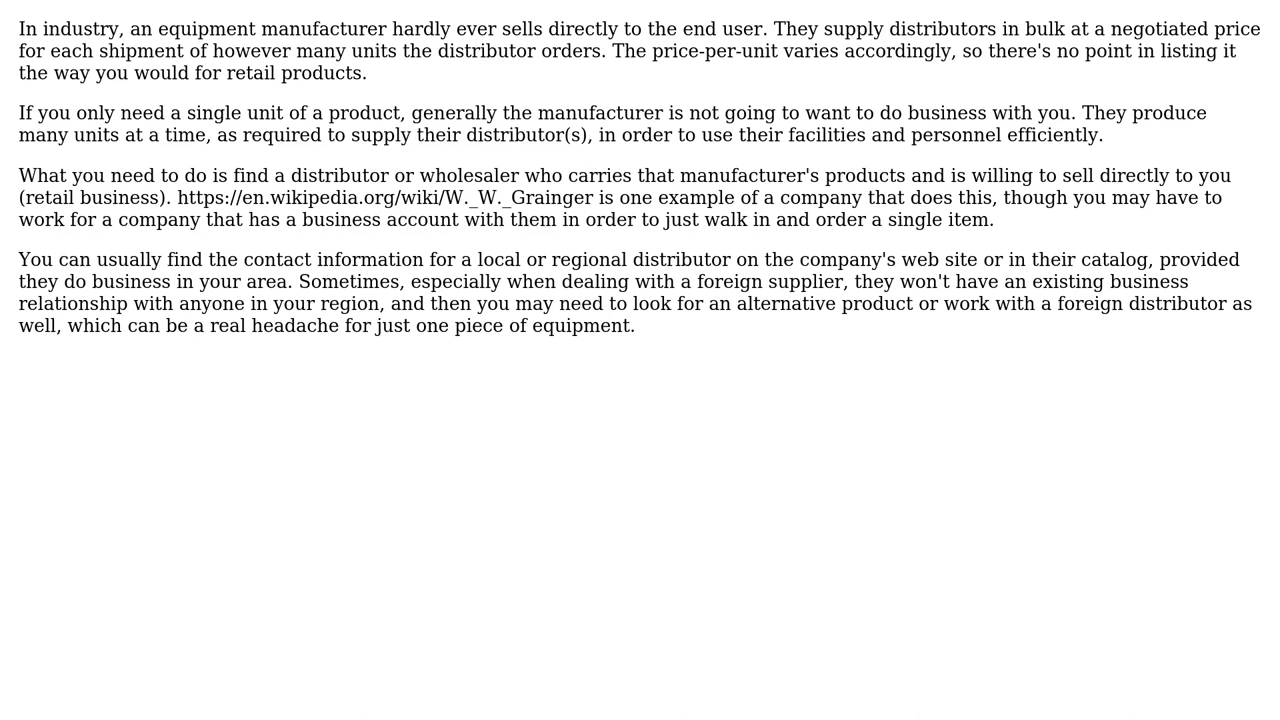 In industry, an equipment manufacturer hardly ever sells directly to the end user. They supply distributors in bulk at a negotiated price
for each shipment of however many units the distributor orders. The price-per-unit varies accordingly, so there's no point in listing it
the way you would for retail products.
If you only need a single unit of a product, generally the manufacturer is not going to want to do business with you. They produce
many units at a time, as required to supply their distributor(s), in order to use their facilities and personnel efficiently.
What you need to do is find a distributor or wholesaler who carries that manufacturer's products and is willing to sell directly to you
(retail business). https://en.wikipedia.org/wiki/W._W._Grainger is one example of a company that does this, though you may have to
work for a company that has a business account with them in order to just walk in and order a single item.
You can usually find the contact information for a local or regional distributor on the company's web site or in their catalog, provided
they do business in your area. Sometimes, especially when dealing with a foreign supplier, they won't have an existing business
relationship with anyone in your region, and then you may need to look for an alternative product or work with a foreign distributor as
well, which can be a real headache for just one piece of equipment.